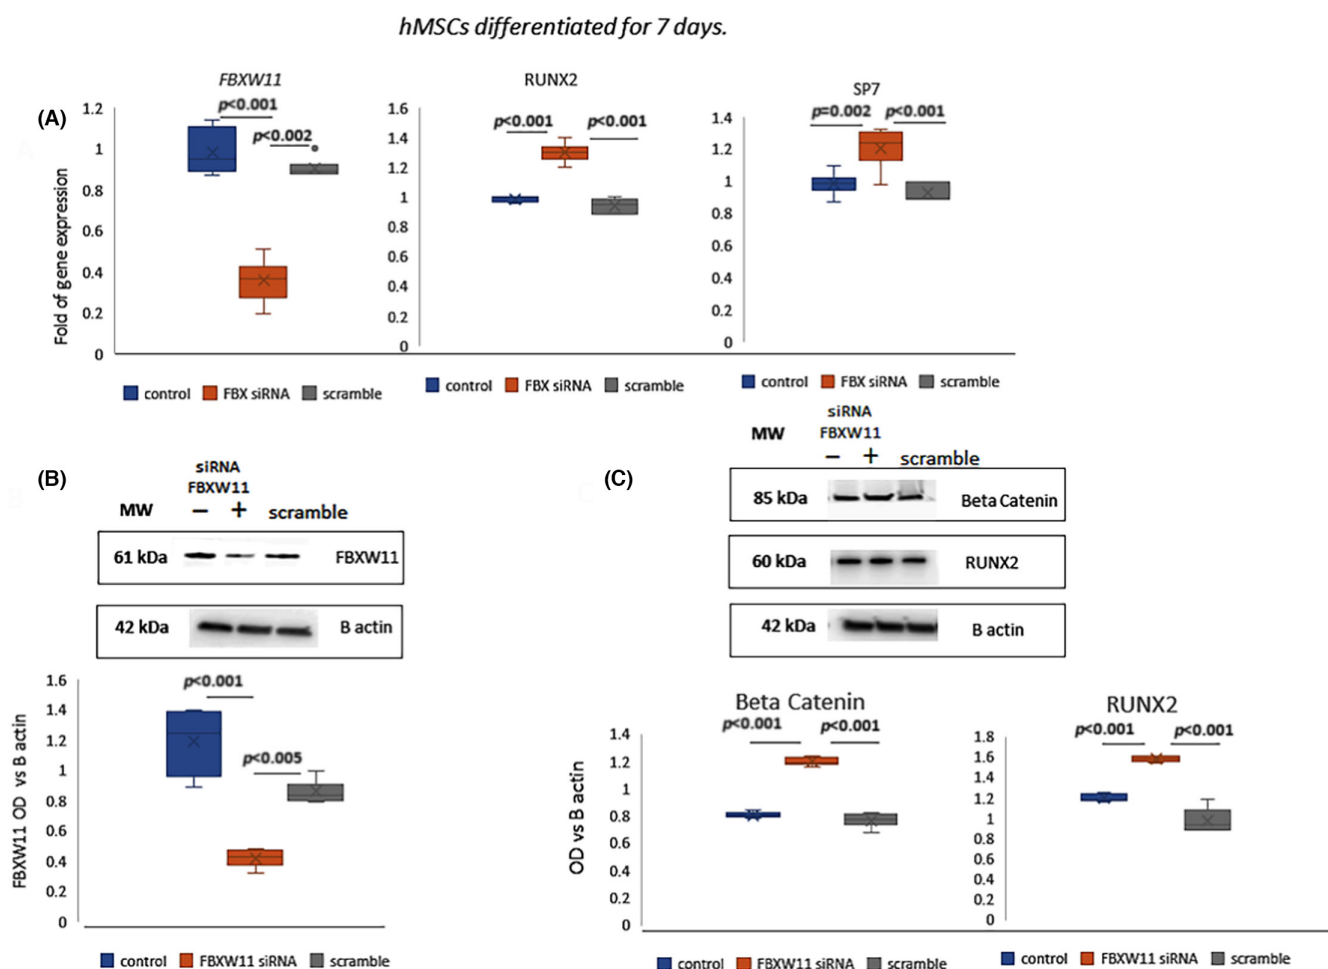 hMSCs differentiated for 7 days.
(A)
FBXW11
p<0.001
p<0.002
Fold of gene expression
1.2
1
0.8
0.6
0.4
0.2
0
control FBX siRNA scramble
RUNX2
p<0.001 p<0.001
1.6
1.4
1.2
1
0.8
0.6
0.4
0.2
0
control FBX siRNA scramble
SP7
p=0.002 p<0.001
1.4
1.2
1
0.8
0.6
0.4
0.2
0
control FBX siRNA scramble
(B)
siRNA
FBXW11
MW − + scramble
61 kDa FBXW11
42 kDa B actin
FBXW11 OD vs B actin
1.6
1.4
1.2
1
0.8
0.6
0.4
0.2
0
p<0.001
p<0.005
control FBXW11 siRNA scramble
(C)
siRNA
MW FBXW11
− + scramble
85 kDa Beta Catenin
60 kDa RUNX2
42 kDa B actin
Beta Catenin
p<0.001 p<0.001
OD vs B actin
1.4
1.2
1
0.8
0.6
0.4
0.2
0
control FBXW11 siRNA scramble
RUNX2
p<0.001 p<0.001
1.8
1.6
1.4
1.2
1
0.8
0.6
0.4
0.2
0
control FBXW11 siRNA scramble